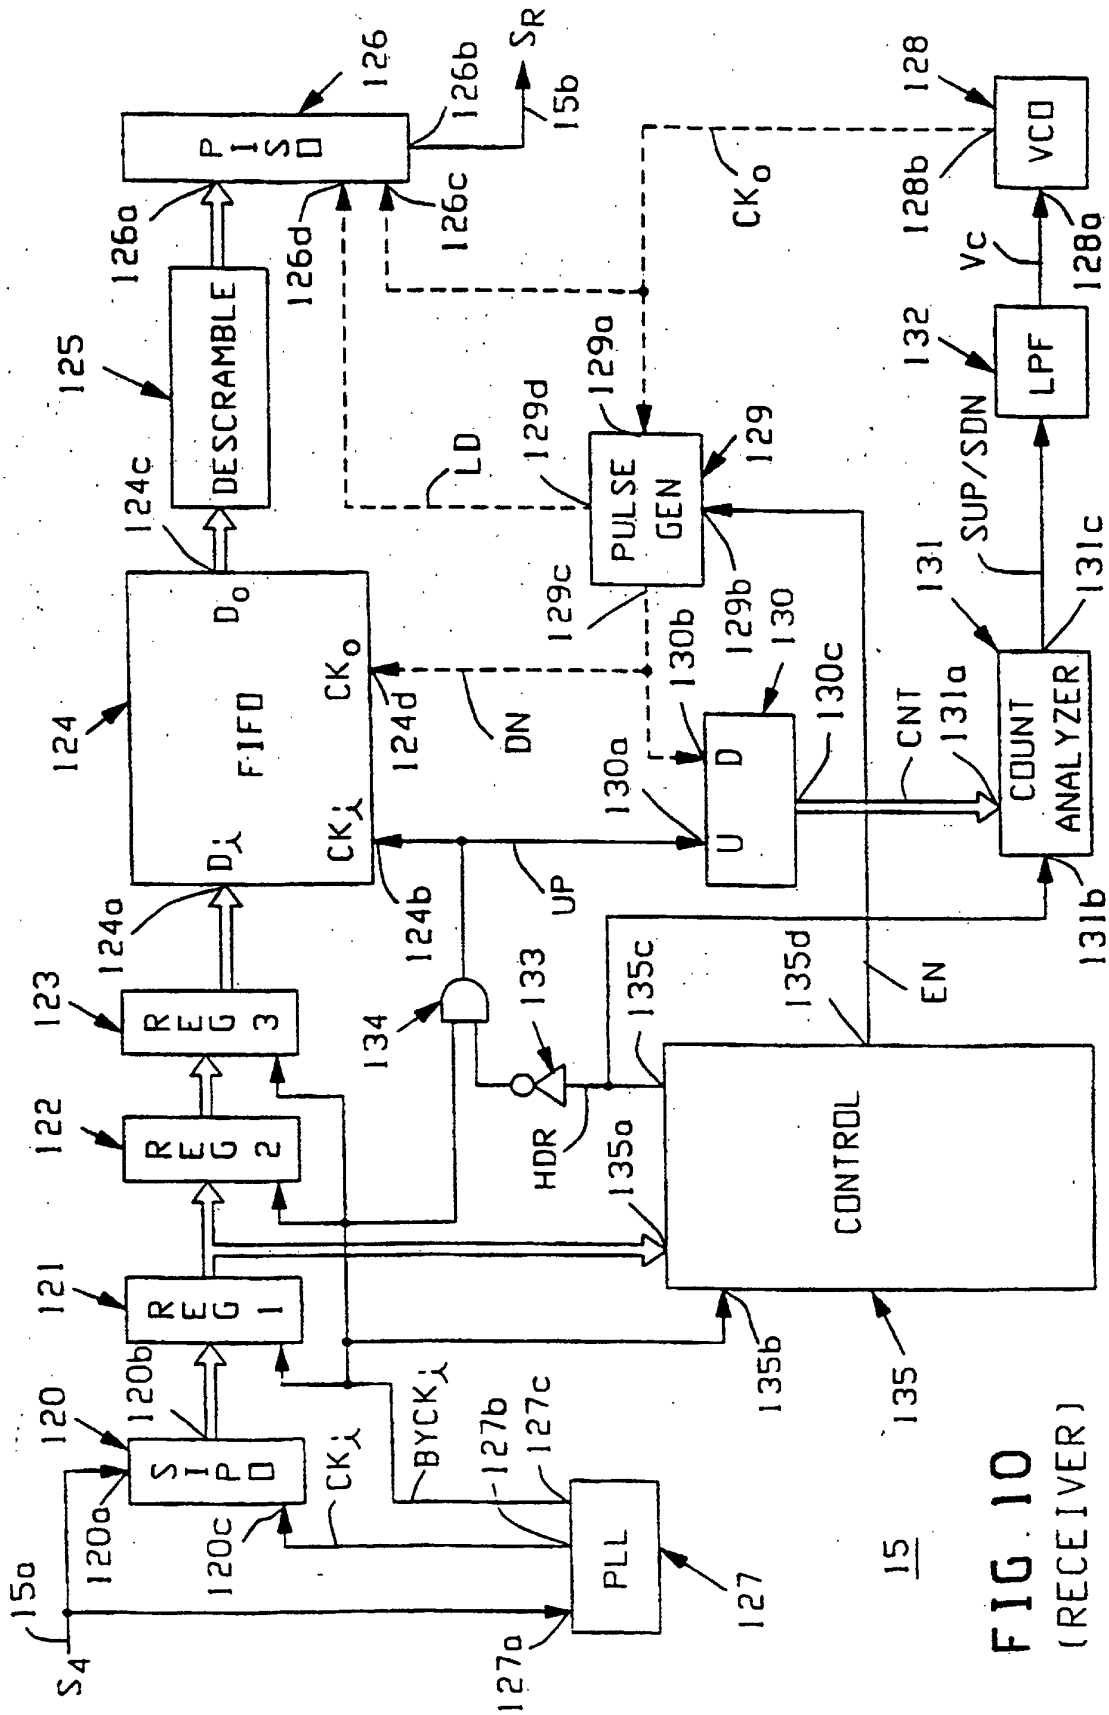 15a
S4
120
120a
SIPO
120b
120c
CKi
121
REG 1
BYCKi
127a
PLL
127b
127c
127
122
REG 2
123
REG 3
124
124a
Di
FIFO
Do
CKi
CKo
124b
124c
124d
125
DESCRAMBLE
126
126a
PISO
126d
126c
126b
SR
15b
134
133
HDR
135a
135c
UP
DN
130a
130b
U
D
130
130c
CNT
LD
129d
129a
PULSE
GEN
129
129c
129b
CKo
128
128b
VCO
128a
Vc
132
LPF
SUP/SDN
131
131c
131a
COUNT
ANALYZER
131b
EN
135d
CONTROL
135b
135
15
FIG. 10
(RECEIVER)